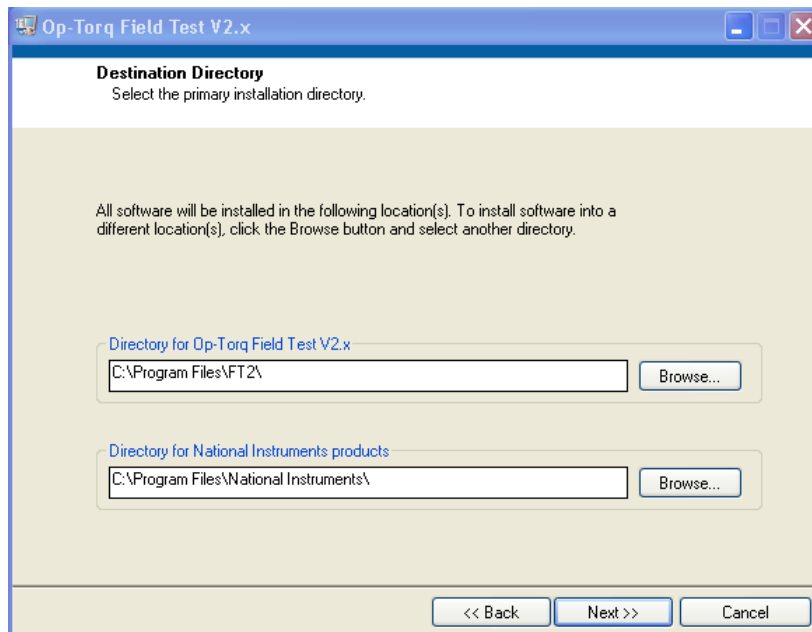 Op-Torq Field Test V2.x
Destination Directory
Select the primary installation directory.
All software will be installed in the following location(s). To install software into a
different location(s), click the Browse button and select another directory.
Directory for Op-Torq Field Test V2.x
C:\Program Files\FT2\
Browse...
Directory for National Instruments products
C:\Program Files\National Instruments\
Browse...
<< Back
Next >>
Cancel